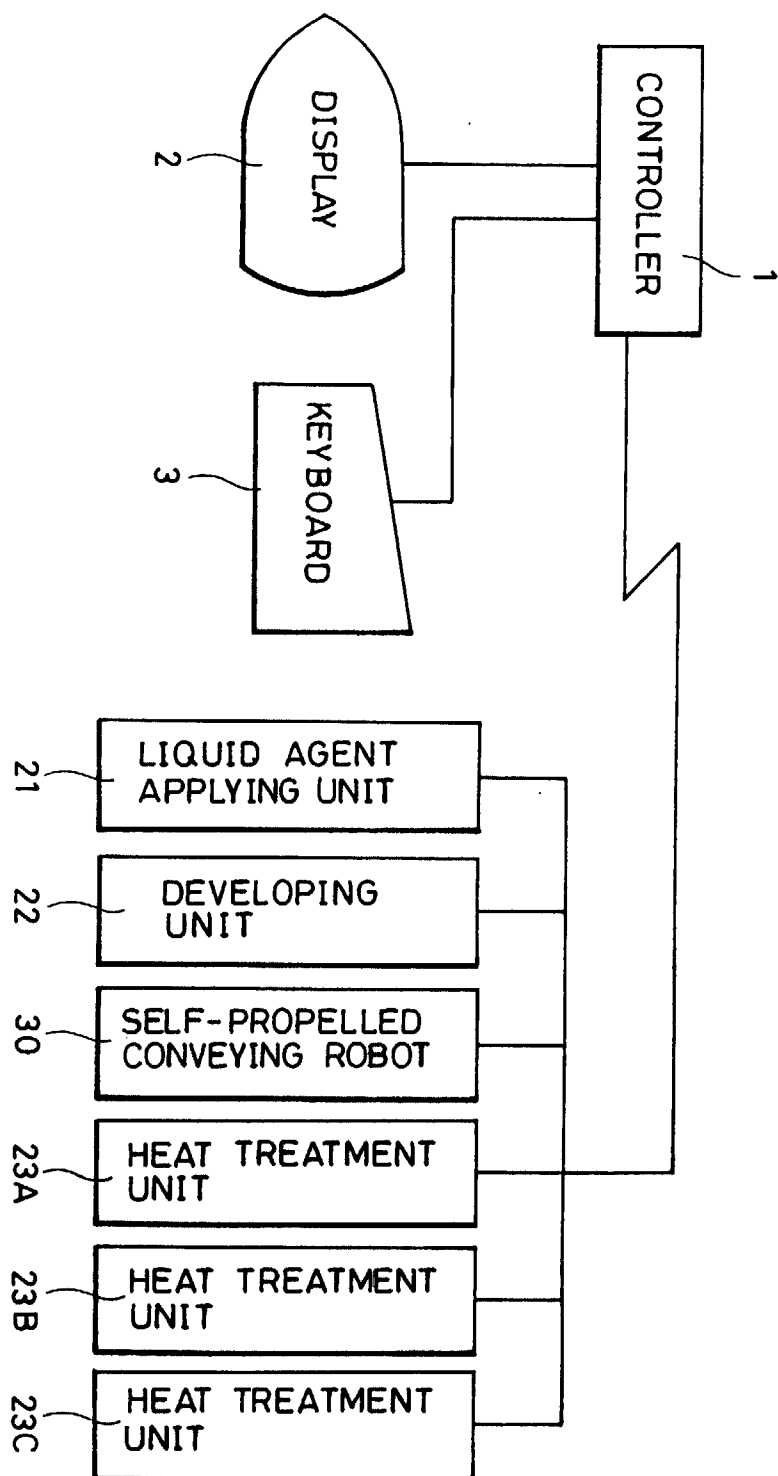 CONTROLLER
1
DISPLAY
2
KEYBOARD
3
LIQUID AGENT
APPLYING UNIT
21
DEVELOPING
UNIT
22
SELF-PROPELLED
CONVEYING ROBOT
30
HEAT TREATMENT
UNIT
23A
HEAT TREATMENT
UNIT
23B
HEAT TREATMENT
UNIT
23C